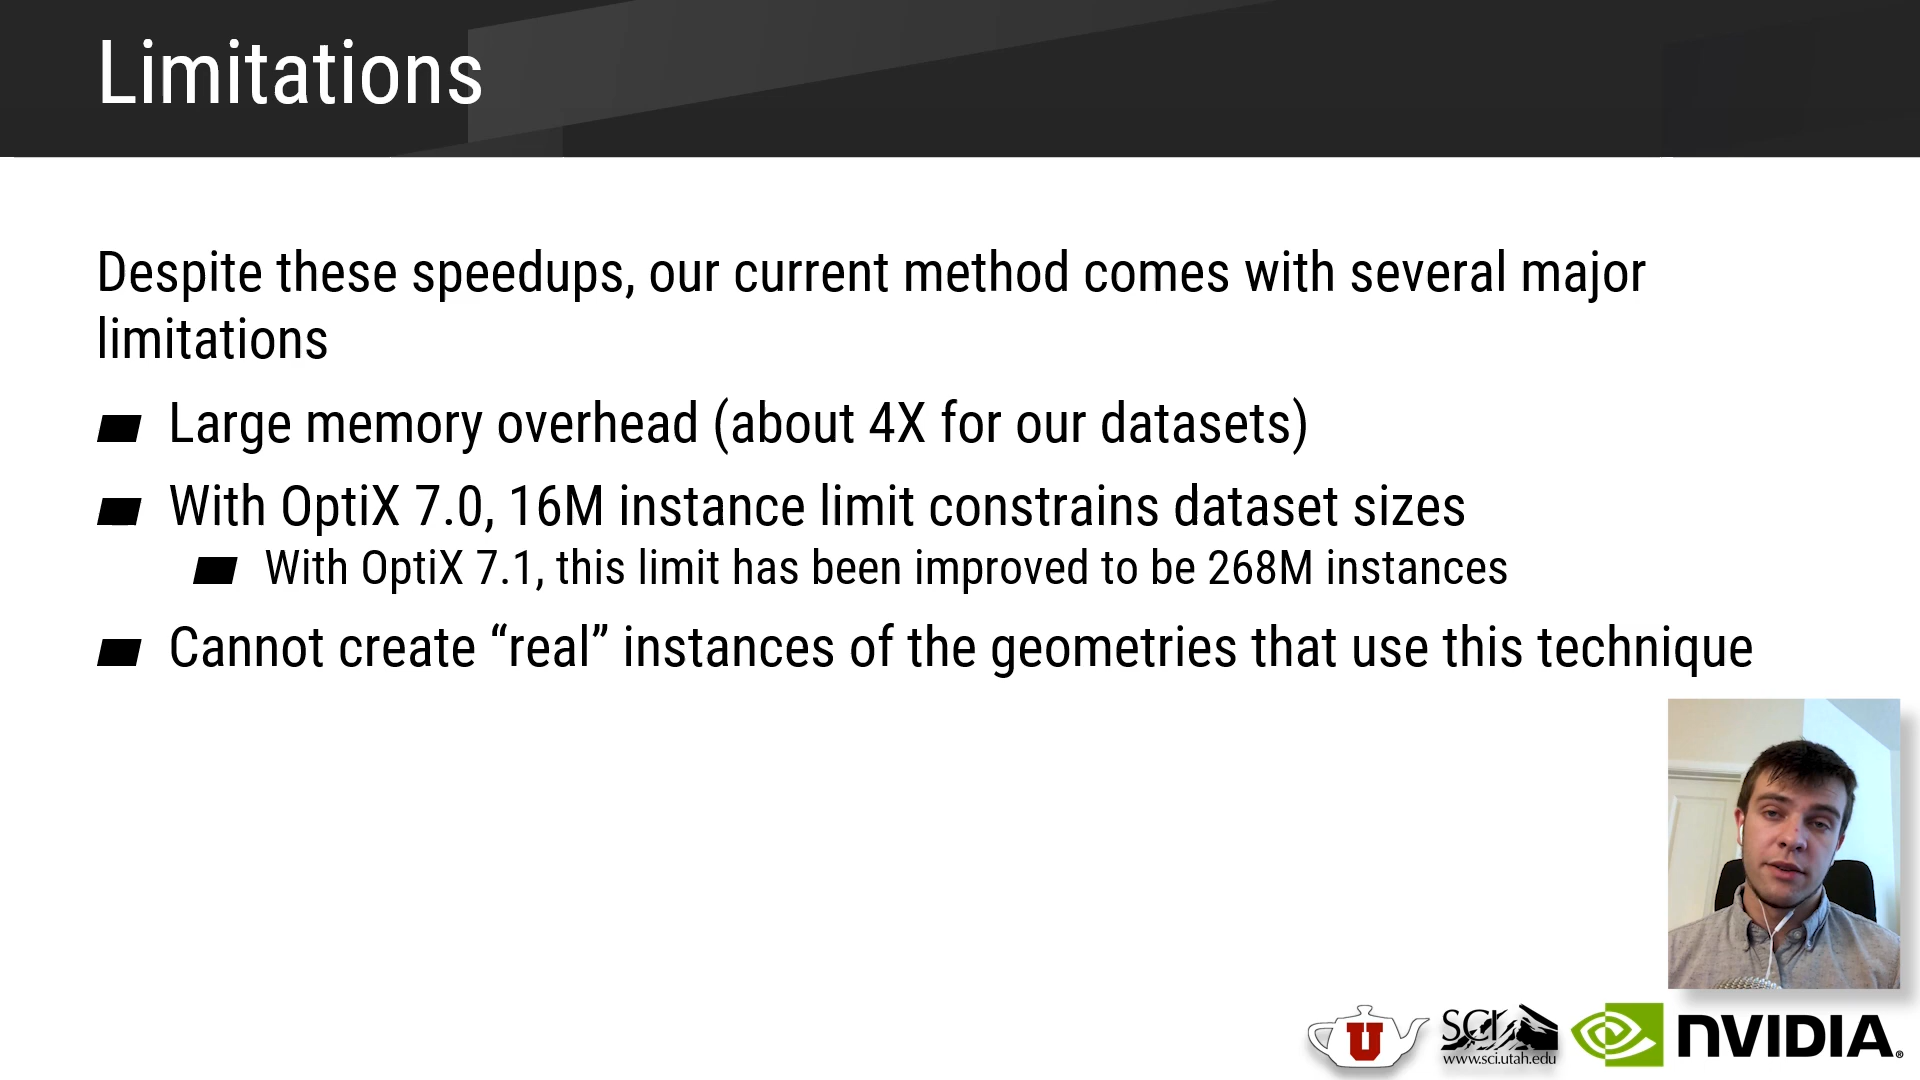 Limitations
Despite these speedups, our current method comes with several major
limitations
Large memory overhead (about 4X for our datasets)
With OptiX 7.0, 16M instance limit constrains dataset sizes
With OptiX 7.1, this limit has been improved to be 268M instances
Cannot create “real” instances of the geometries that use this technique
U
SCI
www.sci.utah.edu
NVIDIA.